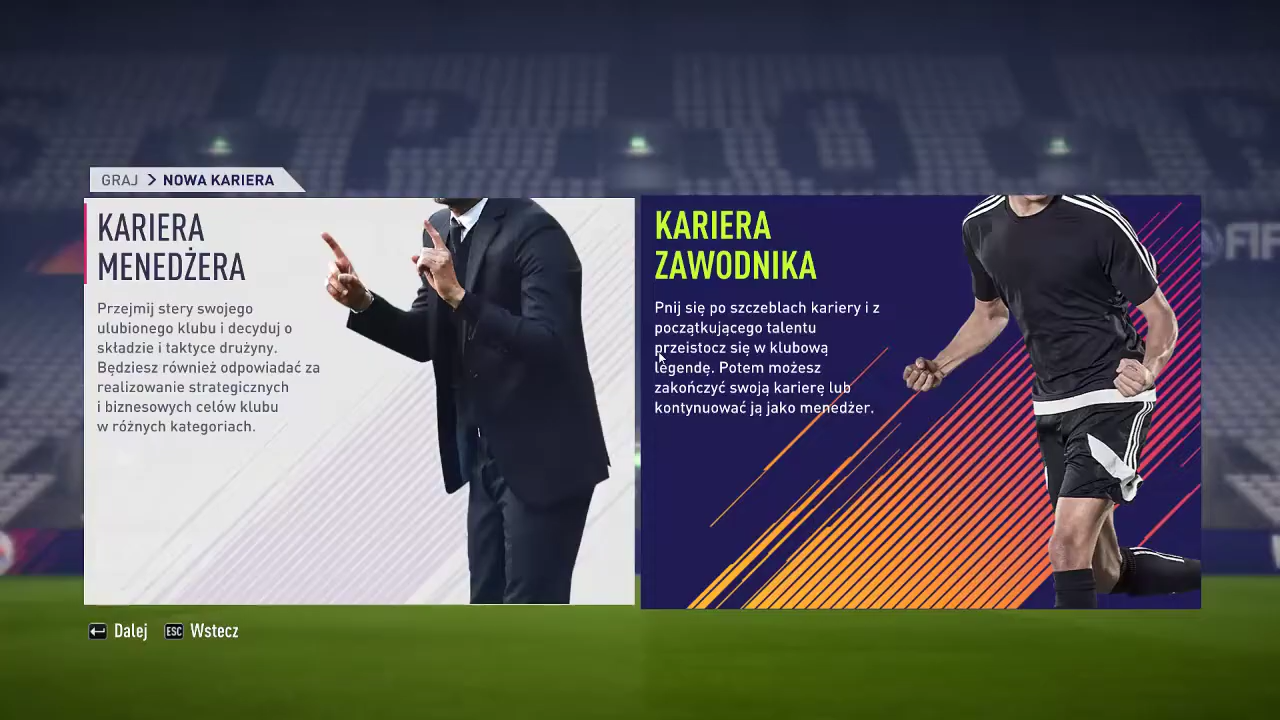 GRAJ > NOWA KARIERA
KARIERA
MENEDŻERA
Przejmij stery swojego
ulubionego klubu i decyduj o
składzie i taktyce drużyny.
Będziesz również odpowiadać za
realizowanie strategicznych
i biznesowych celów klubu
w różnych kategoriach.
KARIERA
ZAWODNIKA
Pnij się po szczeblach kariery i z
początkującego talentu
przeistocz się w klubową
legendę. Potem możesz
zakończyć swoją karierę lub
kontynuować ją jako menedżer.
FIF
Dalej ESC Wstecz